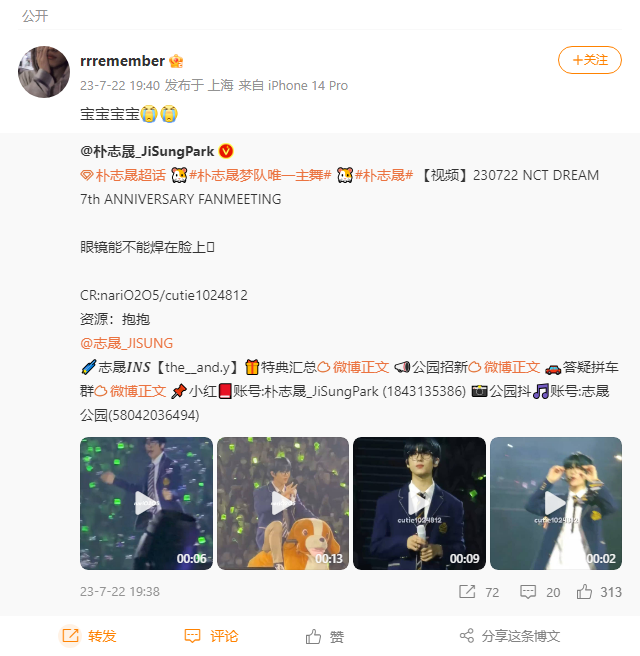 公开
rrremember
+关注
23-7-22 19:40 发布于 上海 来自 iPhone 14 Pro
宝宝宝宝😭😭
@朴志晟_JiSungPark
朴志晟超话 🐹#朴志晟梦队唯一主舞# 🐹#朴志晟# 【视频】230722 NCT DREAM
7th ANNIVERSARY FANMEETING
眼镜能不能焊在脸上
CR:nariO2O5/cutie1024812
资源：抱抱
@志晟_JISUNG
志晟INS【the__and.y】🎁特典汇总 微博正文 📢公园招新 微博正文 🚗答疑拼车
群 微博正文 📌小红📕账号:朴志晟_JiSungPark (1843135386) 📷公园抖🎵账号:志晟
公园(58042036494)
00:06
00:13
cutie1024812
00:09
cutie1024812
00:02
23-7-22 19:38
72
20
313
转发
评论
赞
分享这条博文